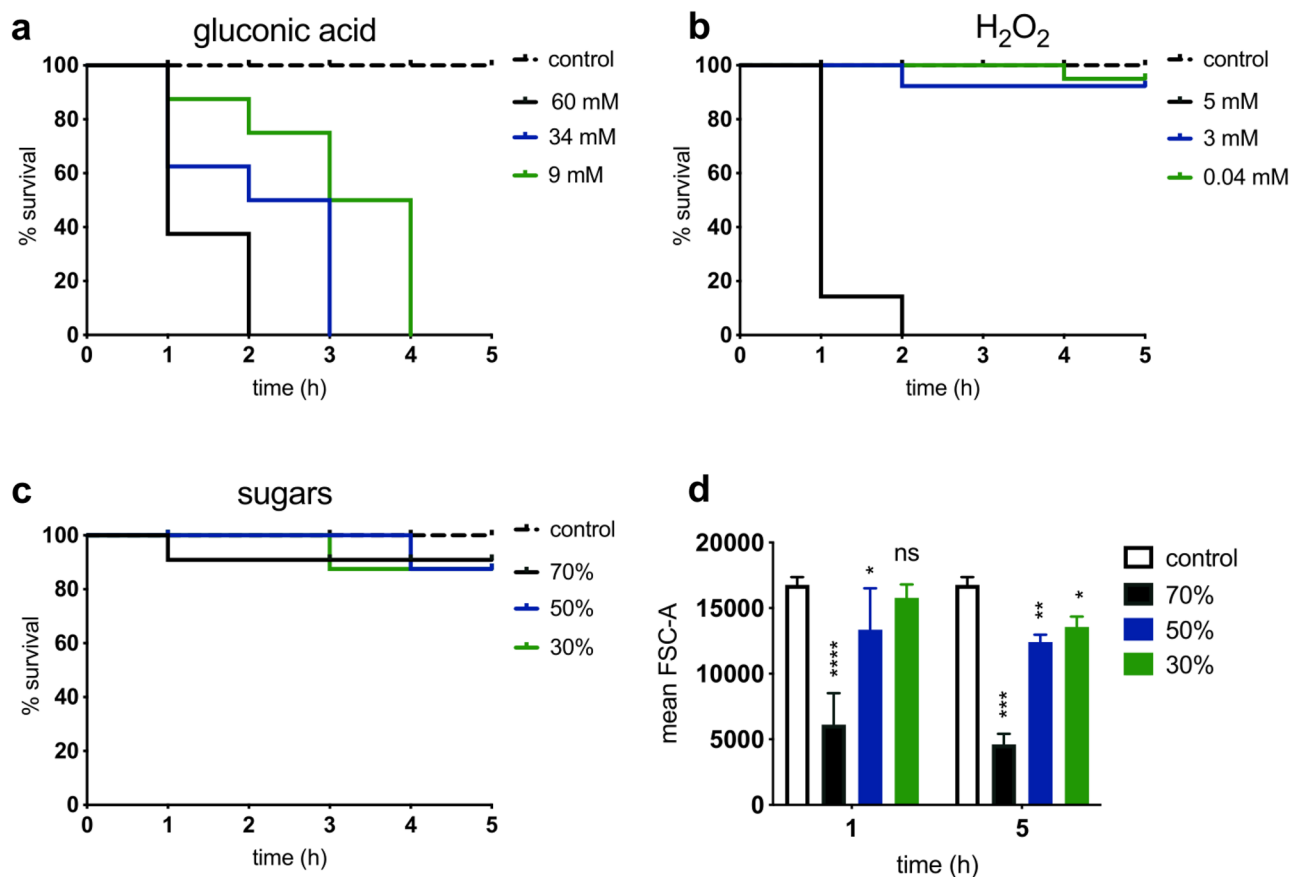 a
gluconic acid
100
80
60
40
20
0
% survival
0 1 2 3 4 5
time (h)
control
60 mM
34 mM
9 mM
b
H₂O₂
100
80
60
40
20
0
% survival
0 1 2 3 4 5
time (h)
control
5 mM
3 mM
0.04 mM
c
sugars
100
80
60
40
20
0
% survival
0 1 2 3 4 5
time (h)
control
70%
50%
30%
d
20000
15000
10000
5000
0
mean FSC-A
**** * ns *** ** *
1 5
time (h)
control
70%
50%
30%